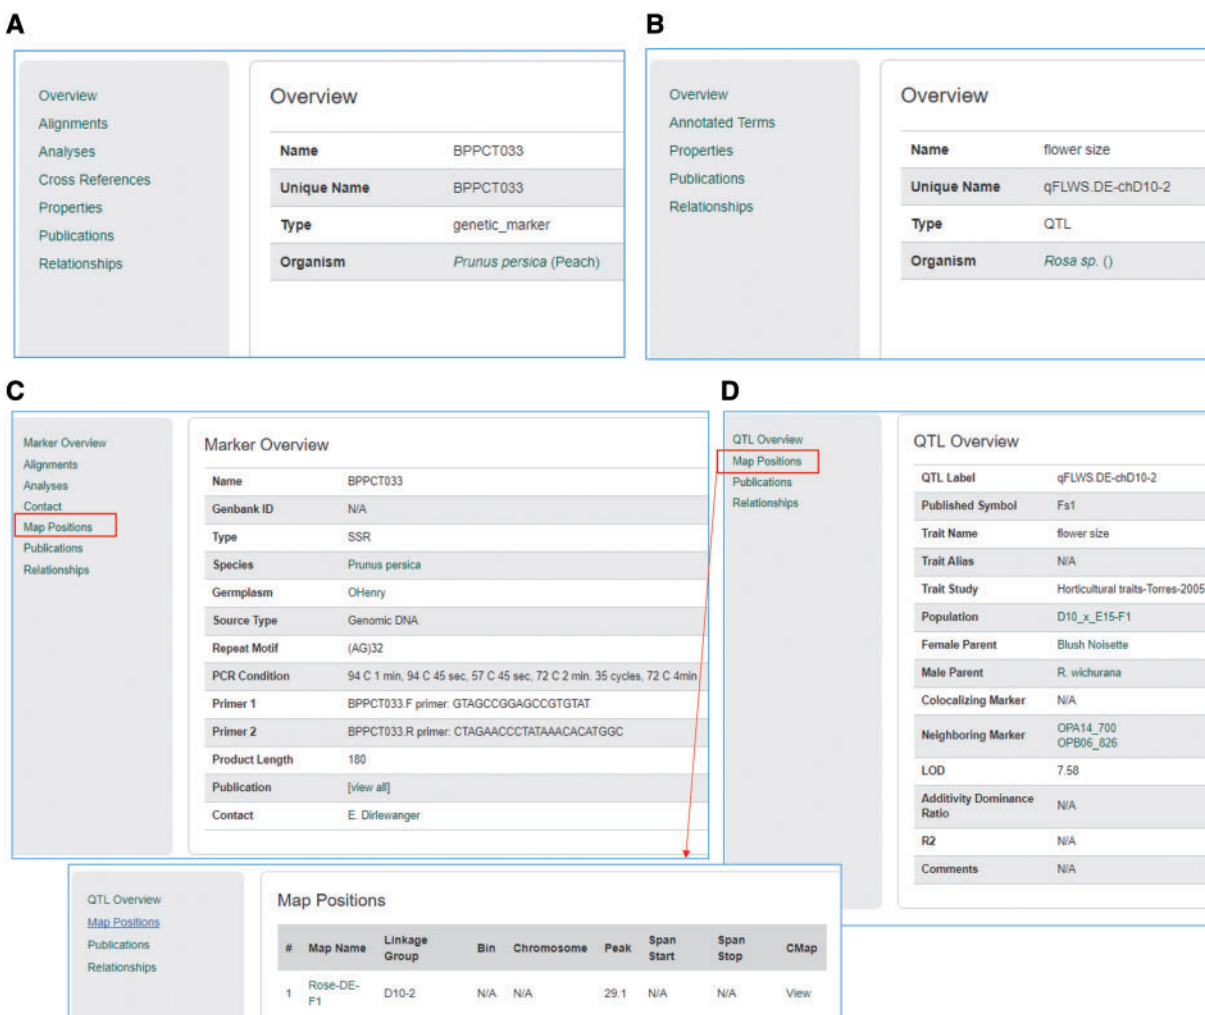 A
Overview
Alignments
Analyses
Cross References
Properties
Publications
Relationships
Overview
Name BPPCT033
Unique Name BPPCT033
Type genetic_marker
Organism Prunus persica (Peach)
B
Overview
Annotated Terms
Properties
Publications
Relationships
Overview
Name flower size
Unique Name qFLWS.DE-chD10-2
Type QTL
Organism Rosa sp. ()
C
Marker Overview
Alignments
Analyses
Contact
Map Positions
Publications
Relationships
Marker Overview
Name BPPCT033
Genbank ID N/A
Type SSR
Species Prunus persica
Germplasm OHenry
Source Type Genomic DNA
Repeat Motif (AG)32
PCR Condition 94 C 1 min, 94 C 45 sec, 57 C 45 sec, 72 C 2 min. 35 cycles, 72 C 4min
Primer 1 BPPCT033.F primer: GTAGCCGGAGCCGTGTAT
Primer 2 BPPCT033.R primer: CTAGAACCCTATAAACACATGGC
Product Length 180
Publication [view all]
Contact E. Dirlewanger
D
QTL Overview
Map Positions
Publications
Relationships
QTL Overview
QTL Label qFLWS.DE-chD10-2
Published Symbol Fs1
Trait Name flower size
Trait Alias N/A
Trait Study Horticultural traits-Torres-2005
Population D10_x_E15-F1
Female Parent Blush Noisette
Male Parent R. wichurana
Colocalizing Marker N/A
Neighboring Marker OPA14_700
OPB06_826
LOD 7.58
Additivity Dominance
Ratio N/A
R2 N/A
Comments N/A
QTL Overview
Map Positions
Publications
Relationships
Map Positions
# Map Name Linkage Group Bin Chromosome Peak Span Start Span Stop CMap
1 Rose-DE-F1 D10-2 N/A N/A 29.1 N/A N/A View